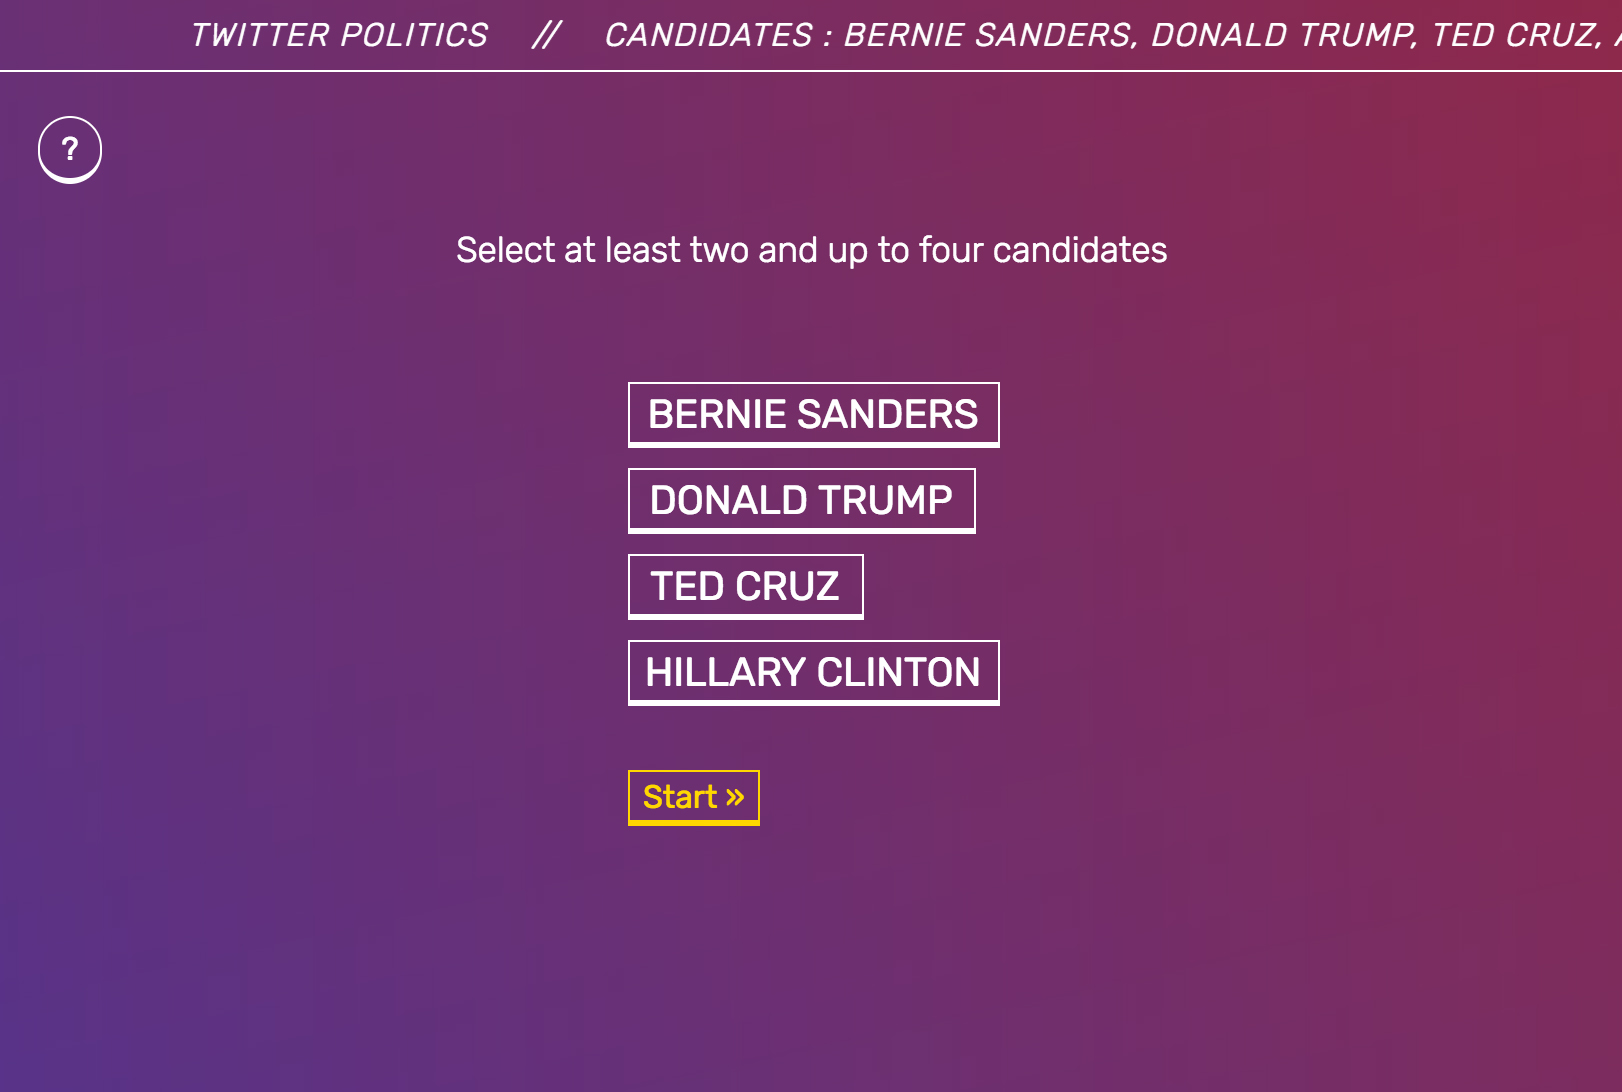 TWITTER POLITICS // CANDIDATES : BERNIE SANDERS, DONALD TRUMP, TED CRUZ,
?
Select at least two and up to four candidates
BERNIE SANDERS
DONALD TRUMP
TED CRUZ
HILLARY CLINTON
Start »